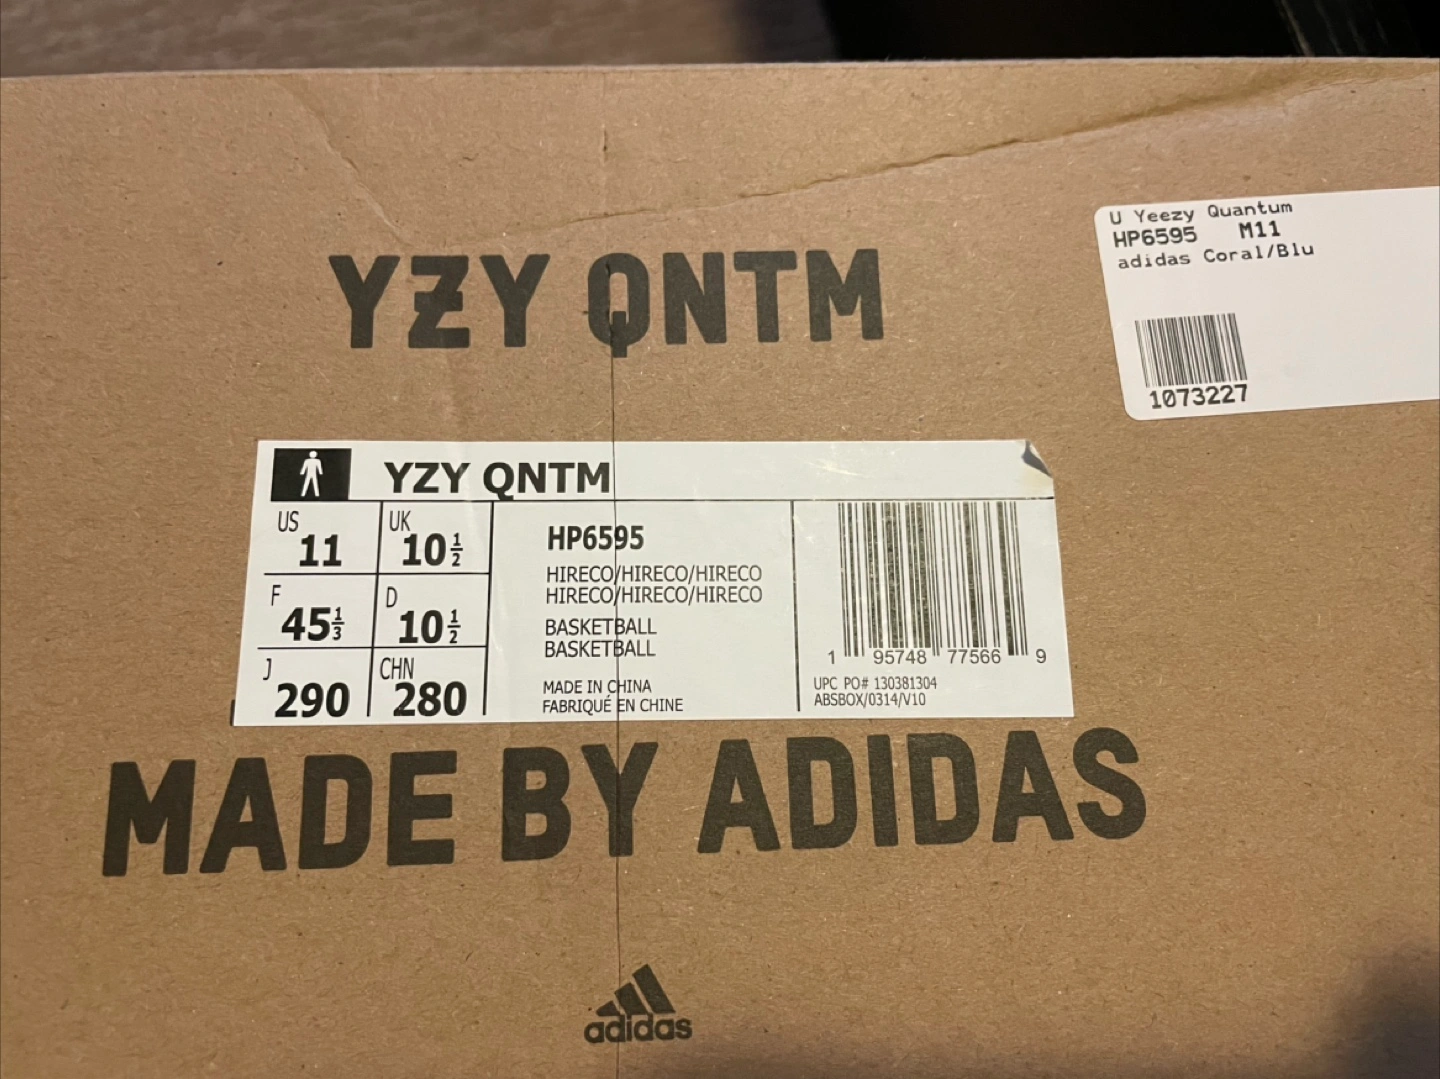 U Yeezy Quantum
HP6595 M11
adidas Coral/Blu
1073227
YZY QNTM
YZY QNTM
US 11
UK 10½
F 45⅓
D 10½
J 290
CHN 280
HP6595
HIRECO/HIRECO/HIRECO
HIRECO/HIRECO/HIRECO
BASKETBALL
BASKETBALL
MADE IN CHINA
FABRIQUÉ EN CHINE
1 95748 77566 9
UPC PO# 130381304
ABSBOX/0314/V10
MADE BY ADIDAS
adidas